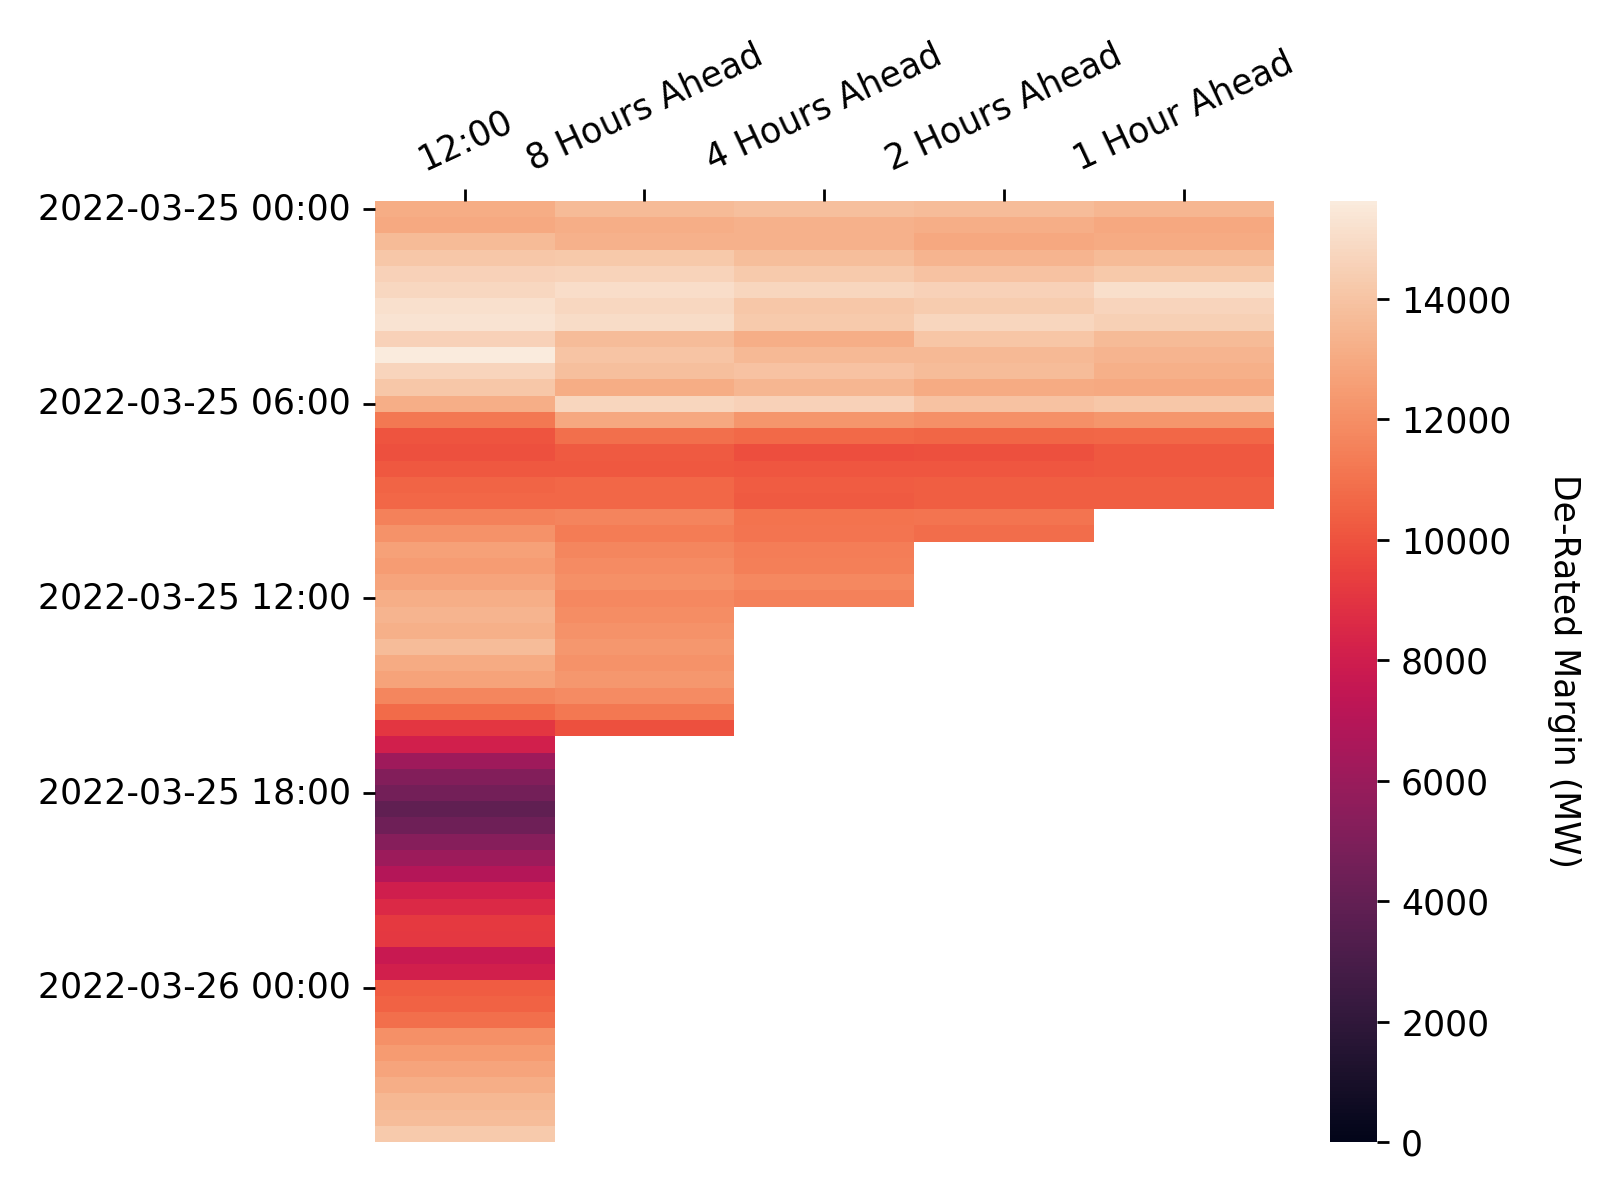 12:00
8 Hours Ahead
4 Hours Ahead
2 Hours Ahead
1 Hour Ahead
2022-03-25 00:00
2022-03-25 06:00
2022-03-25 12:00
2022-03-25 18:00
2022-03-26 00:00
14000
12000
10000
8000
6000
4000
2000
0
De-Rated Margin (MW)